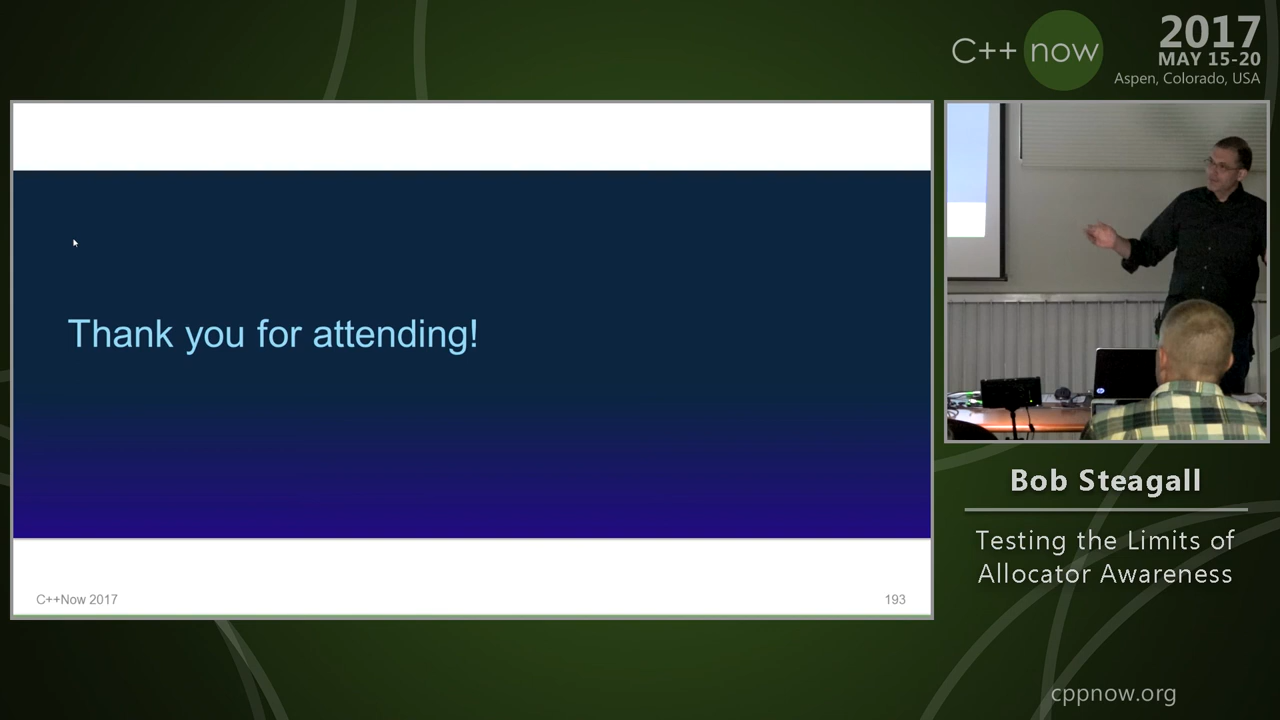 C++ now
2017
MAY 15-20
Aspen, Colorado, USA
Thank you for attending!
C++Now 2017
193
Bob Steagall
Testing the Limits of
Allocator Awareness
cppnow.org